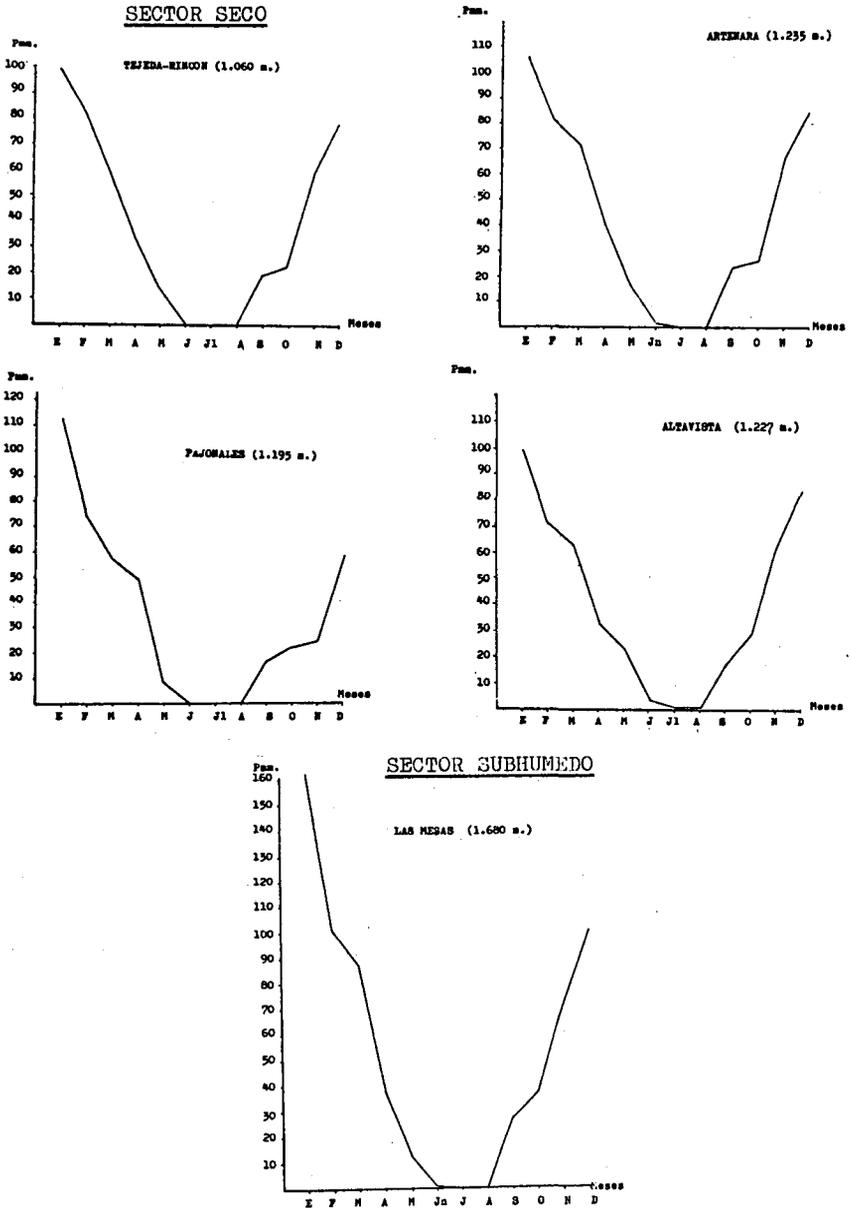 SECTOR SECO
Pmm.
TEJEDA-RINCON (1.060 m.)
100
90
80
70
60
50
40
30
20
10
Meses
E F M A M J Jl A S O N D
Pmm.
ARTENARA (1.235 m.)
110
100
90
80
70
60
50
40
30
20
10
Meses
E F M A M Jn J A S O N D
Pmm.
PAJONALES (1.195 m.)
120
110
100
90
80
70
60
50
40
30
20
10
Meses
E F M A M J Jl A S O N D
Pmm.
ALTAVISTA (1.227 m.)
110
100
90
80
70
60
50
40
30
20
10
Meses
E F M A M J Jl A S O N D
SECTOR SUBHUMEDO
Pmm.
LAS MESAS (1.680 m.)
160
150
140
130
120
110
100
90
80
70
60
50
40
30
20
10
Meses
E F M A M Jn J A S O N D